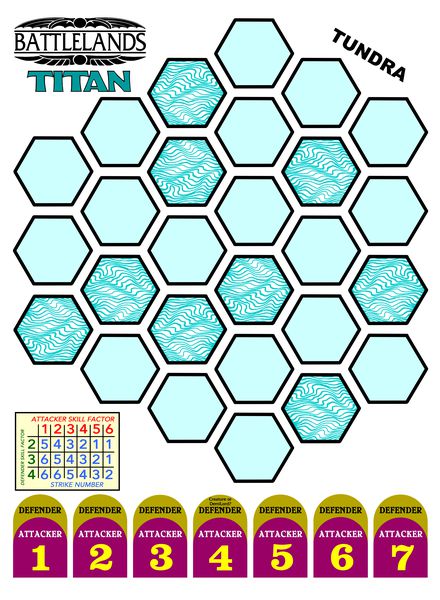 BATTLELANDS
TITAN
TUNDRA
ATTACKER SKILL FACTOR
1 2 3 4 5 6
DEFENDER SKILL FACTOR
2 5 4 3 2 1 1
3 6 5 4 3 2 1
4 6 6 5 4 3 2
STRIKE NUMBER
DEFENDER DEFENDER DEFENDER Creature or DemiLord? DEFENDER DEFENDER DEFENDER DEFENDER
ATTACKER ATTACKER ATTACKER ATTACKER ATTACKER ATTACKER ATTACKER
1 2 3 4 5 6 7